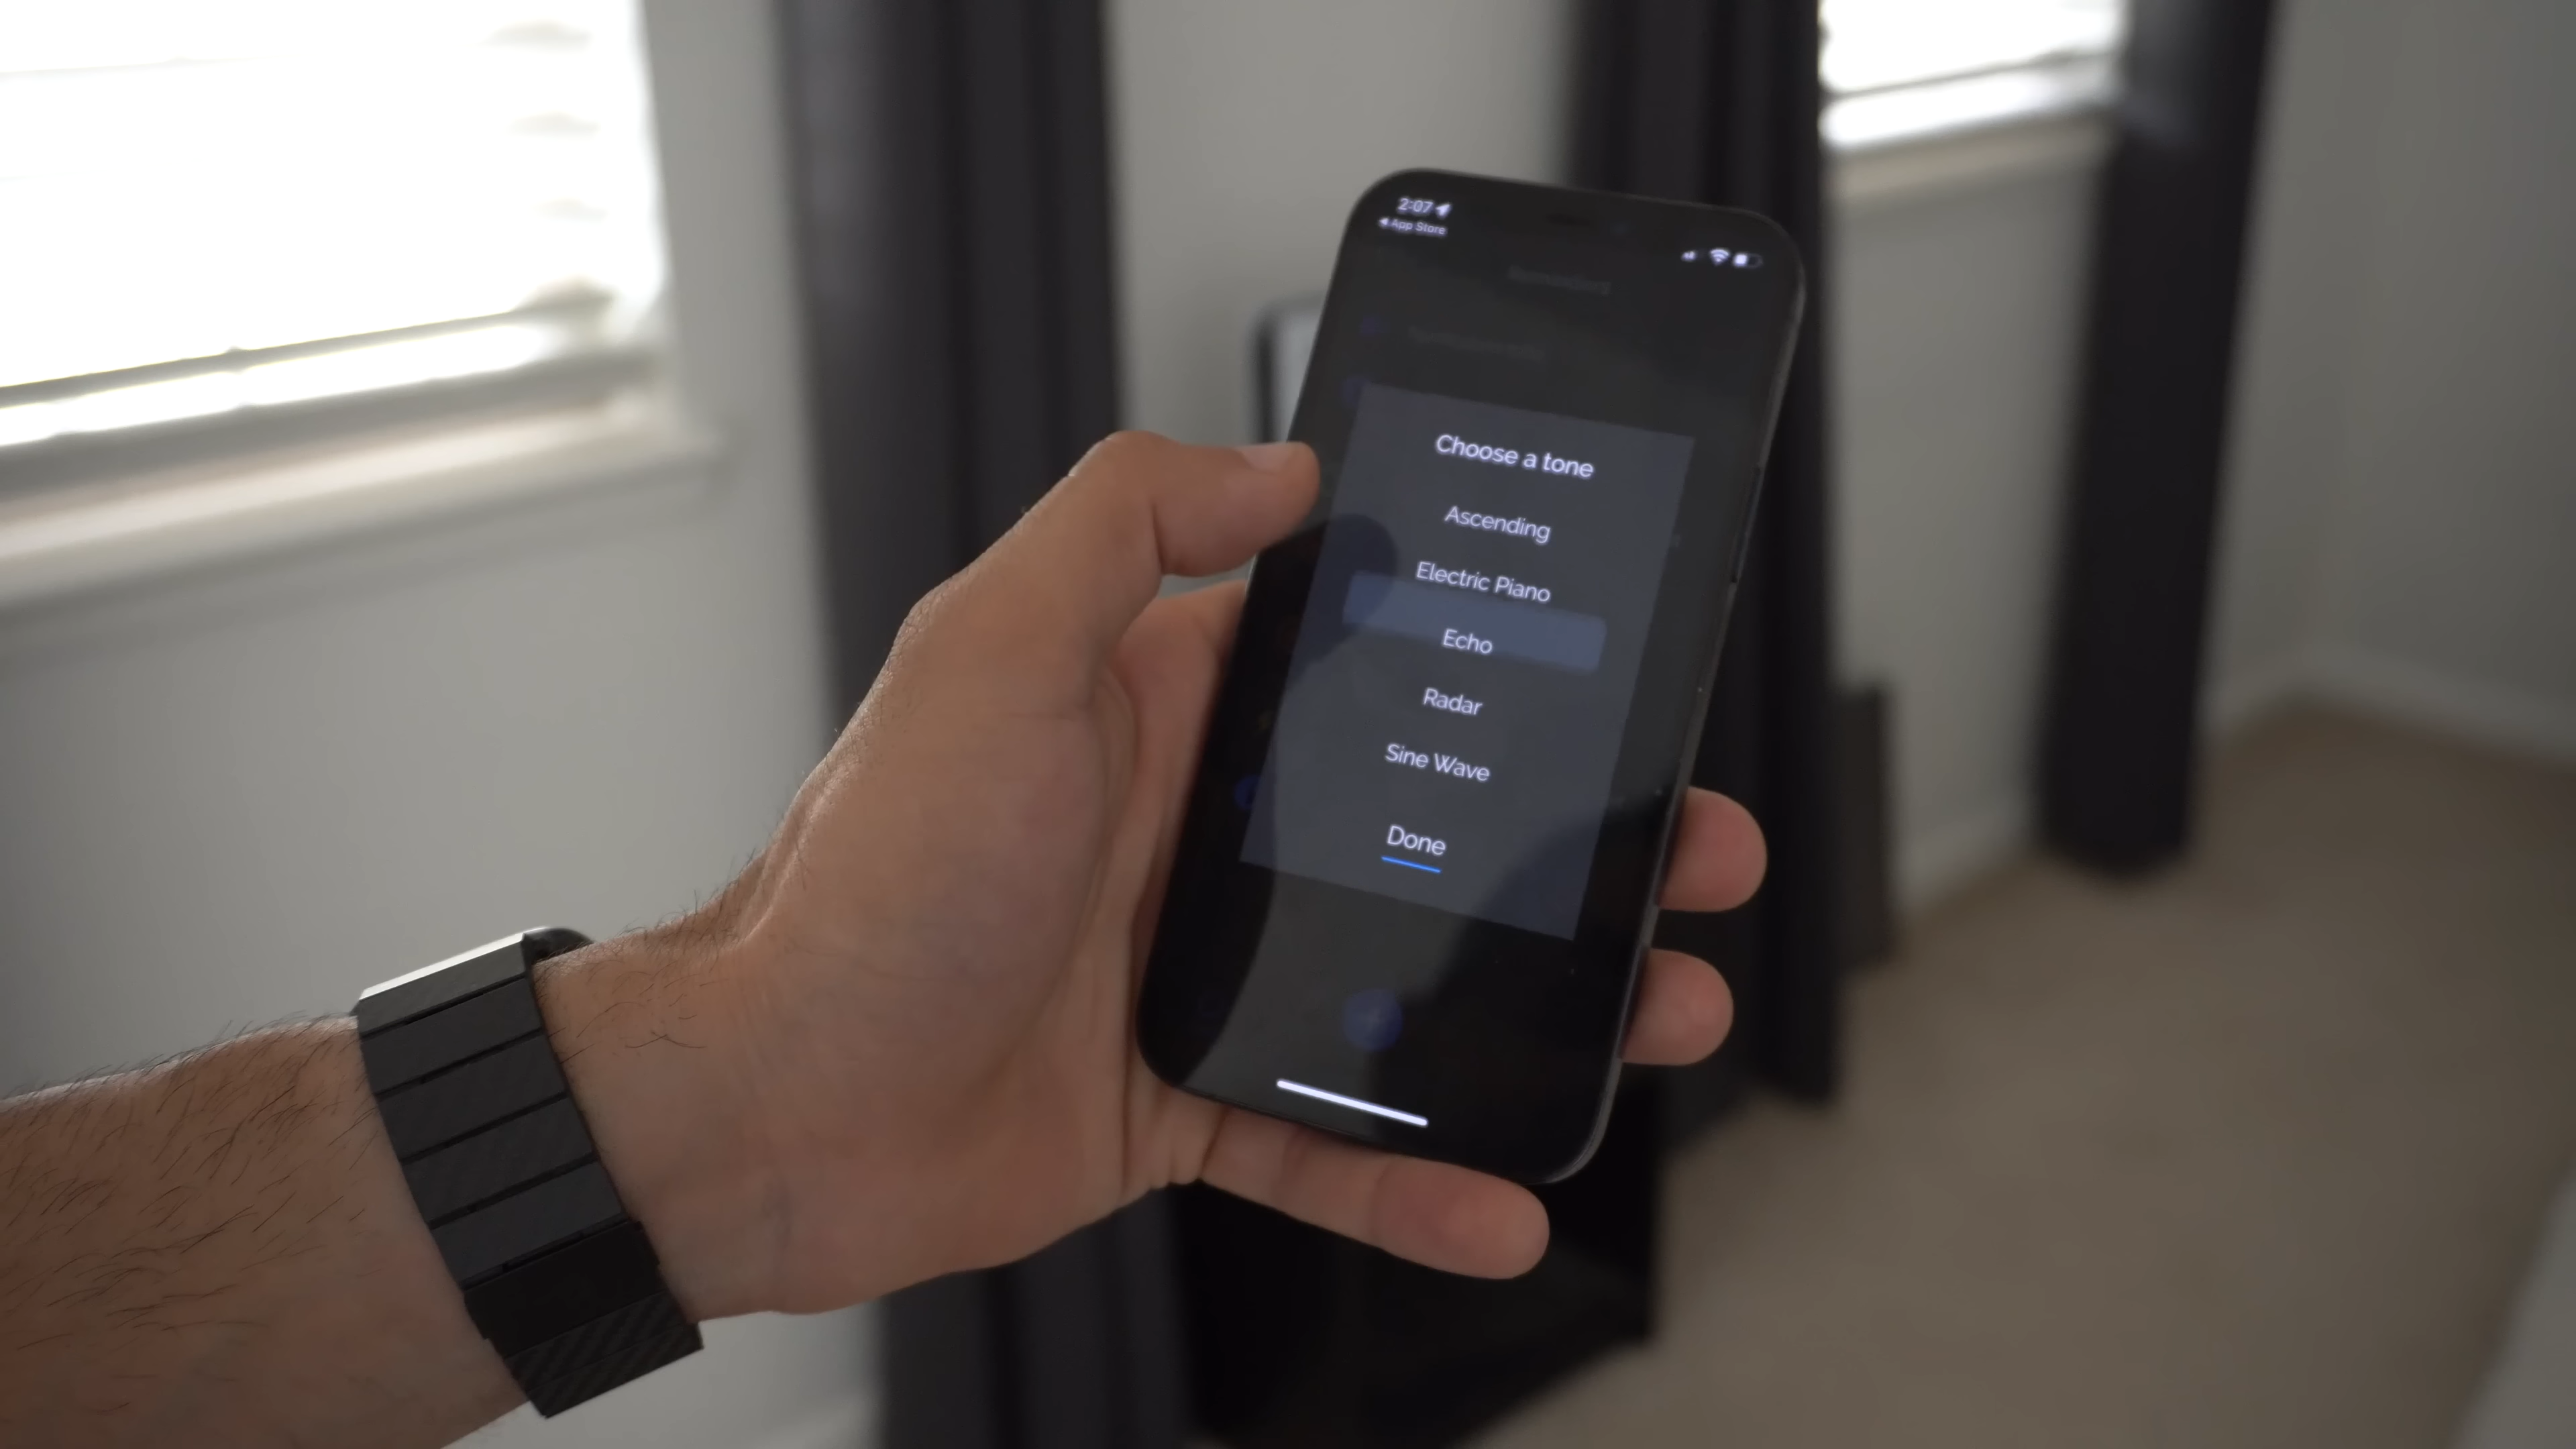 2:07
App Store
Choose a tone
Ascending
Electric Piano
Echo
Radar
Sine Wave
Done